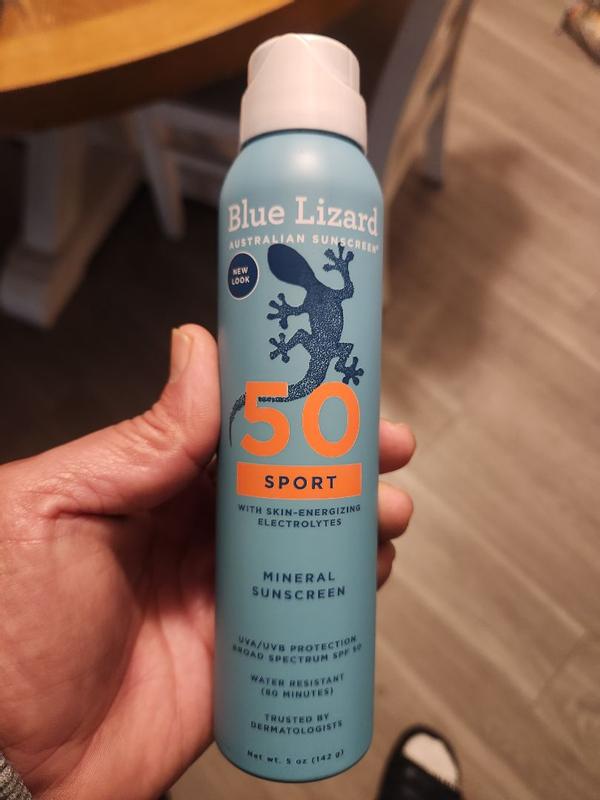 Blue Lizard
AUSTRALIAN SUNSCREEN®
NEW
LOOK
50
SPORT
WITH SKIN-ENERGIZING
ELECTROLYTES
MINERAL
SUNSCREEN
UVA/UVB PROTECTION
BROAD SPECTRUM SPF 50
WATER RESISTANT
(80 MINUTES)
TRUSTED BY
DERMATOLOGISTS
Net wt. 5 oz (142 g)